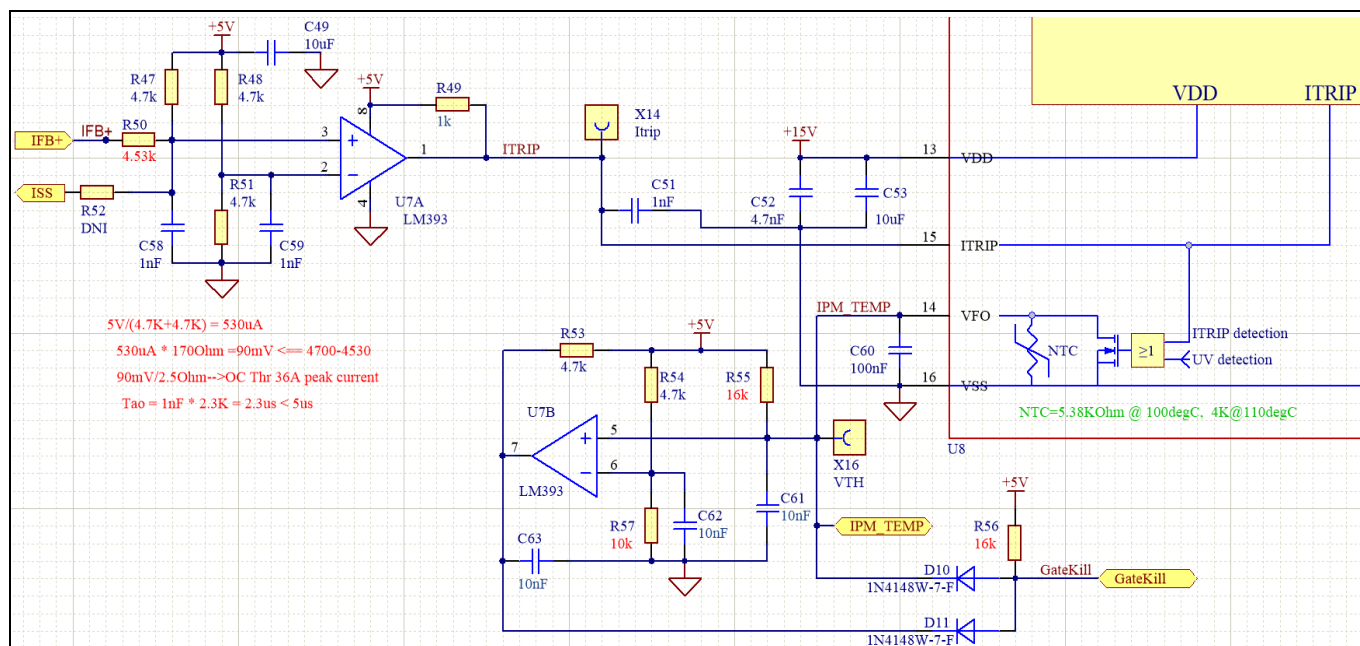 +5V
C49
10uF
R47
4.7k
R48
4.7k
+5V
R49
1k
8
X14
Itrip
VDD
ITRIP
IFB+
IFB+
R50
4.53k
3
+
1
ITRIP
+15V
13
VDD
2
−
ISS
R52
DNI
R51
4.7k
4
U7A
LM393
C51
1nF
C52
4.7nF
C53
10uF
C58
1nF
C59
1nF
15
ITRIP
5V/(4.7K+4.7K) = 530uA
530uA * 170Ohm =90mV <== 4700-4530
90mV/2.5Ohm-->OC Thr 36A peak current
Tao = 1nF * 2.3K = 2.3us < 5us
IPM_TEMP
14
VFO
R53
4.7k
+5V
C60
100nF
NTC
≥1
ITRIP detection
UV detection
R54
4.7k
R55
16k
16
VSS
NTC=5.38KOhm @ 100degC, 4K@110degC
U7B
5
+
7
6
−
LM393
X16
VTH
U8
+5V
R57
10k
C62
10nF
C61
10nF
IPM_TEMP
R56
16k
C63
10nF
D10
1N4148W-7-F
GateKill
GateKill
D11
1N4148W-7-F